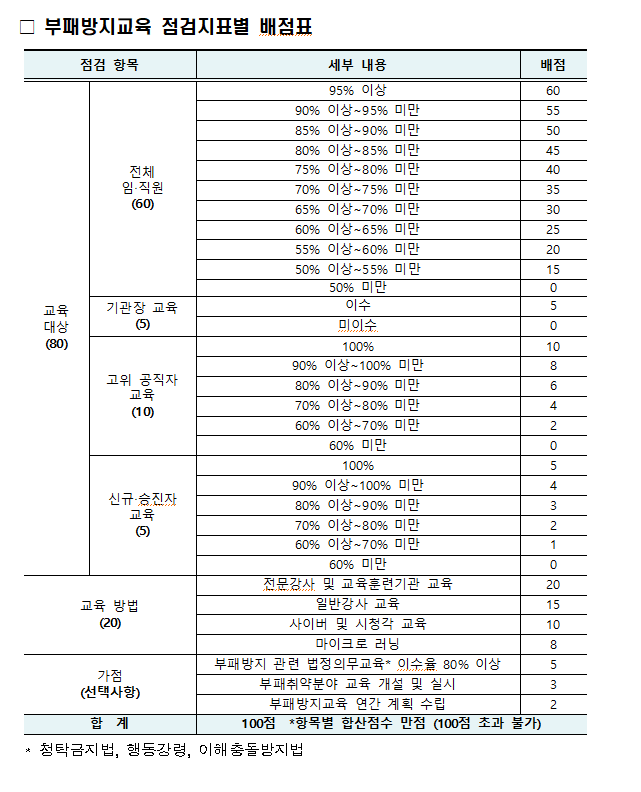 □ 부패방지교육 점검지표별 배점표
점검 항목 세부 내용 배점
교육
대상
(80)
전체
임·직원
(60)
95% 이상 60
90% 이상~95% 미만 55
85% 이상~90% 미만 50
80% 이상~85% 미만 45
75% 이상~80% 미만 40
70% 이상~75% 미만 35
65% 이상~70% 미만 30
60% 이상~65% 미만 25
55% 이상~60% 미만 20
50% 이상~55% 미만 15
50% 미만 0
기관장 교육
(5)
이수 5
미이수 0
고위 공직자
교육
(10)
100% 10
90% 이상~100% 미만 8
80% 이상~90% 미만 6
70% 이상~80% 미만 4
60% 이상~70% 미만 2
60% 미만 0
신규·승진자
교육
(5)
100% 5
90% 이상~100% 미만 4
80% 이상~90% 미만 3
70% 이상~80% 미만 2
60% 이상~70% 미만 1
60% 미만 0
교육 방법
(20)
전문강사 및 교육훈련기관 교육 20
일반강사 교육 15
사이버 및 시청각 교육 10
마이크로 러닝 8
가점
(선택사항)
부패방지 관련 법정의무교육* 이수율 80% 이상 5
부패취약분야 교육 개설 및 실시 3
부패방지교육 연간 계획 수립 2
합 계 100점 *항목별 합산점수 만점 (100점 초과 불가)
* 청탁금지법, 행동강령, 이해충돌방지법